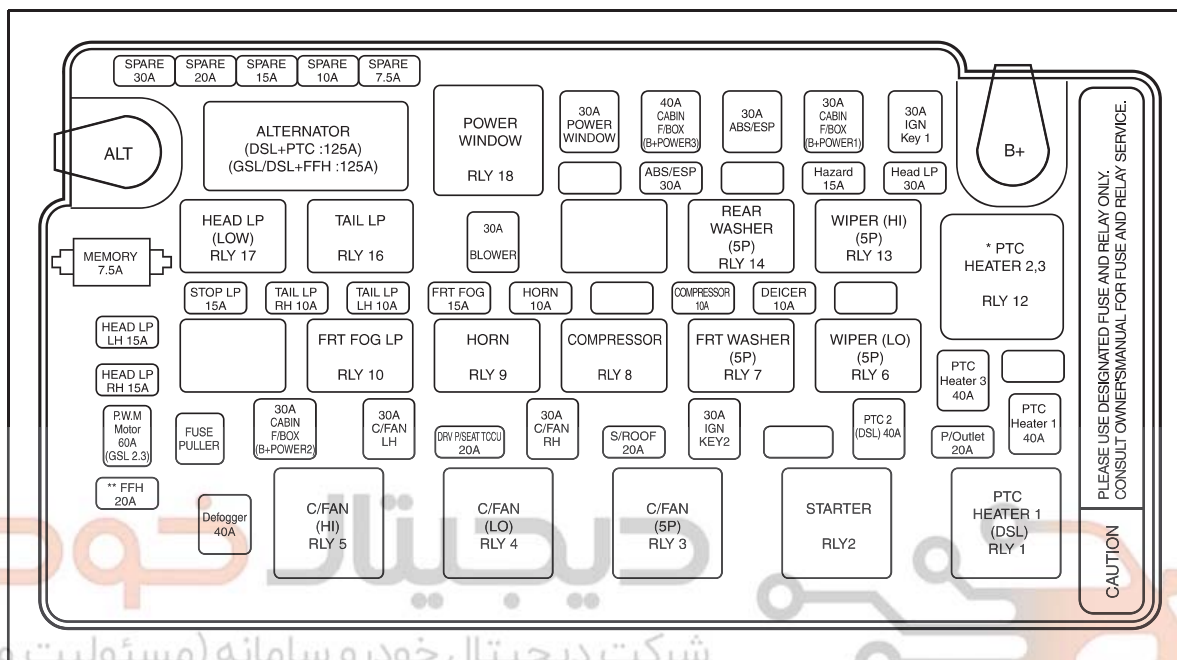 SPARE
30A
SPARE
20A
SPARE
15A
SPARE
10A
SPARE
7.5A
ALT
ALTERNATOR
(DSL+PTC :125A)
(GSL/DSL+FFH :125A)
POWER
WINDOW
RLY 18
30A
POWER
WINDOW
40A
CABIN
F/BOX
(B+POWER3)
30A
ABS/ESP
30A
CABIN
F/BOX
(B+POWER1)
30A
IGN
Key 1
B+
ABS/ESP
30A
Hazard
15A
Head LP
30A
MEMORY
7.5A
HEAD LP
(LOW)
RLY 17
TAIL LP
RLY 16
30A
BLOWER
REAR
WASHER
(5P)
RLY 14
WIPER (HI)
(5P)
RLY 13
* PTC
HEATER 2,3
RLY 12
STOP LP
15A
TAIL LP
RH 10A
TAIL LP
LH 10A
FRT FOG
15A
HORN
10A
COMPRESSOR
10A
DEICER
10A
HEAD LP
LH 15A
HEAD LP
RH 15A
FRT FOG LP
RLY 10
HORN
RLY 9
COMPRESSOR
RLY 8
FRT WASHER
(5P)
RLY 7
WIPER (LO)
(5P)
RLY 6
PTC
Heater 3
40A
P.W.M
Motor
60A
(GSL 2.3)
FUSE
PULLER
30A
CABIN
F/BOX
(B+POWER2)
30A
C/FAN
LH
DRV P/SEAT TCCU
20A
30A
C/FAN
RH
S/ROOF
20A
30A
IGN
KEY2
PTC 2
(DSL) 40A
P/Outlet
20A
PTC
Heater 1
40A
** FFH
20A
Defogger
40A
C/FAN
(HI)
RLY 5
C/FAN
(LO)
RLY 4
C/FAN
(5P)
RLY 3
STARTER
RLY2
PTC
HEATER 1
(DSL)
RLY 1
PLEASE USE DESIGNATED FUSE AND RELAY ONLY.
CONSULT OWNER'SMANUAL FOR FUSE AND RELAY SERVICE.
CAUTION
دیجیتال خودرو
شرکت دیجیتال خودرو سامانه (مسئولیت